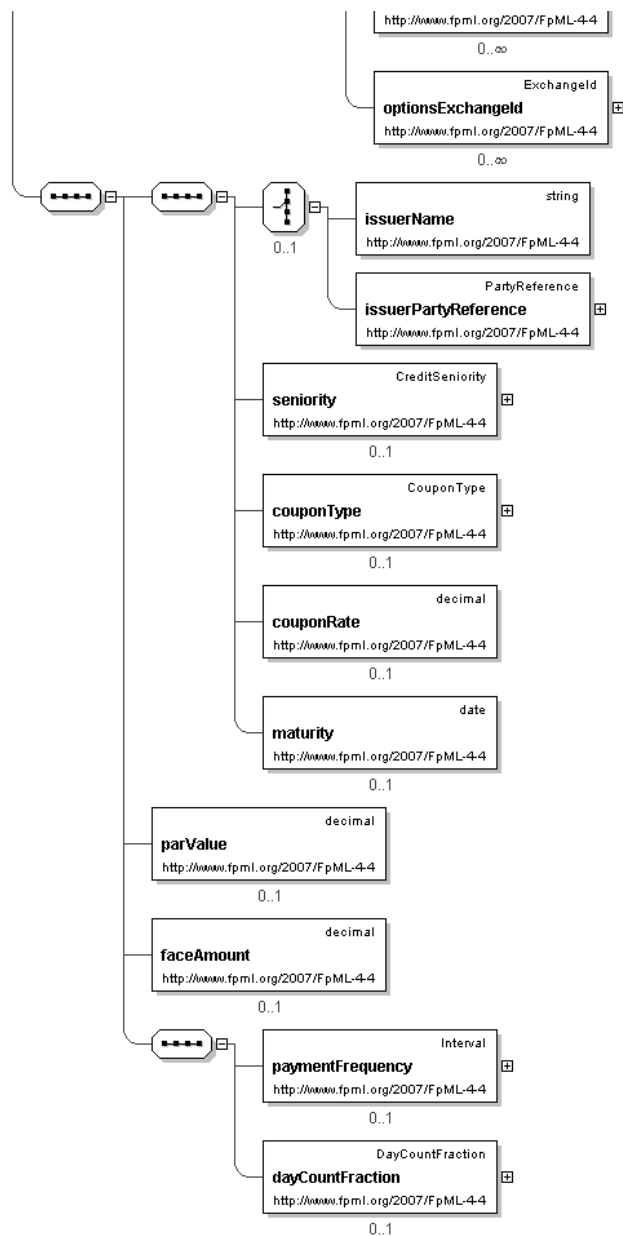 http://www.fpml.org/2007/FpML-4-4
0..∞
ExchangeId
optionsExchangeId
http://www.fpml.org/2007/FpML-4-4
0..∞
string
issuerName
http://www.fpml.org/2007/FpML-4-4
0..1
PartyReference
issuerPartyReference
http://www.fpml.org/2007/FpML-4-4
CreditSeniority
seniority
http://www.fpml.org/2007/FpML-4-4
0..1
CouponType
couponType
http://www.fpml.org/2007/FpML-4-4
0..1
decimal
couponRate
http://www.fpml.org/2007/FpML-4-4
0..1
date
maturity
http://www.fpml.org/2007/FpML-4-4
0..1
decimal
parValue
http://www.fpml.org/2007/FpML-4-4
0..1
decimal
faceAmount
http://www.fpml.org/2007/FpML-4-4
0..1
Interval
paymentFrequency
http://www.fpml.org/2007/FpML-4-4
0..1
DayCountFraction
dayCountFraction
http://www.fpml.org/2007/FpML-4-4
0..1